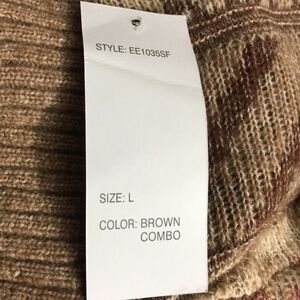 STYLE: EE1035SF
SIZE: L
COLOR: BROWN
COMBO